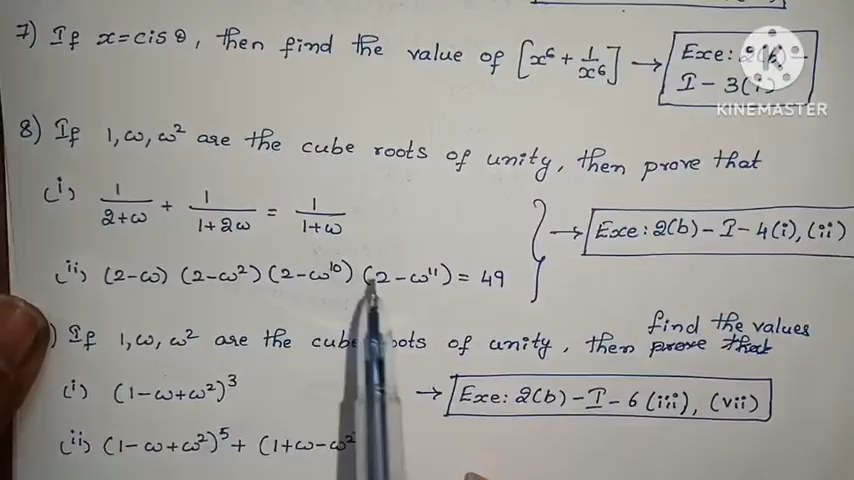 7) If x = cis θ, then find the value of [x⁶ + 1/x⁶] → Exe: 2(b) –
I – 3(i)
KINEMASTER
8) If 1, ω, ω² are the cube roots of unity, then prove that
(i) 1/(2+ω) + 1/(1+2ω) = 1/(1+ω)
→ Exe: 2(b) – I – 4(i), (ii)
(ii) (2–ω) (2–ω²) (2–ω¹⁰) (2–ω¹¹) = 49
find the values
) If 1, ω, ω² are the cube roots of unity, then prove that
(i) (1–ω+ω²)³ → Exe: 2(b) – I – 6(iii), (vii)
(ii) (1–ω+ω²)⁵ + (1+ω–ω²